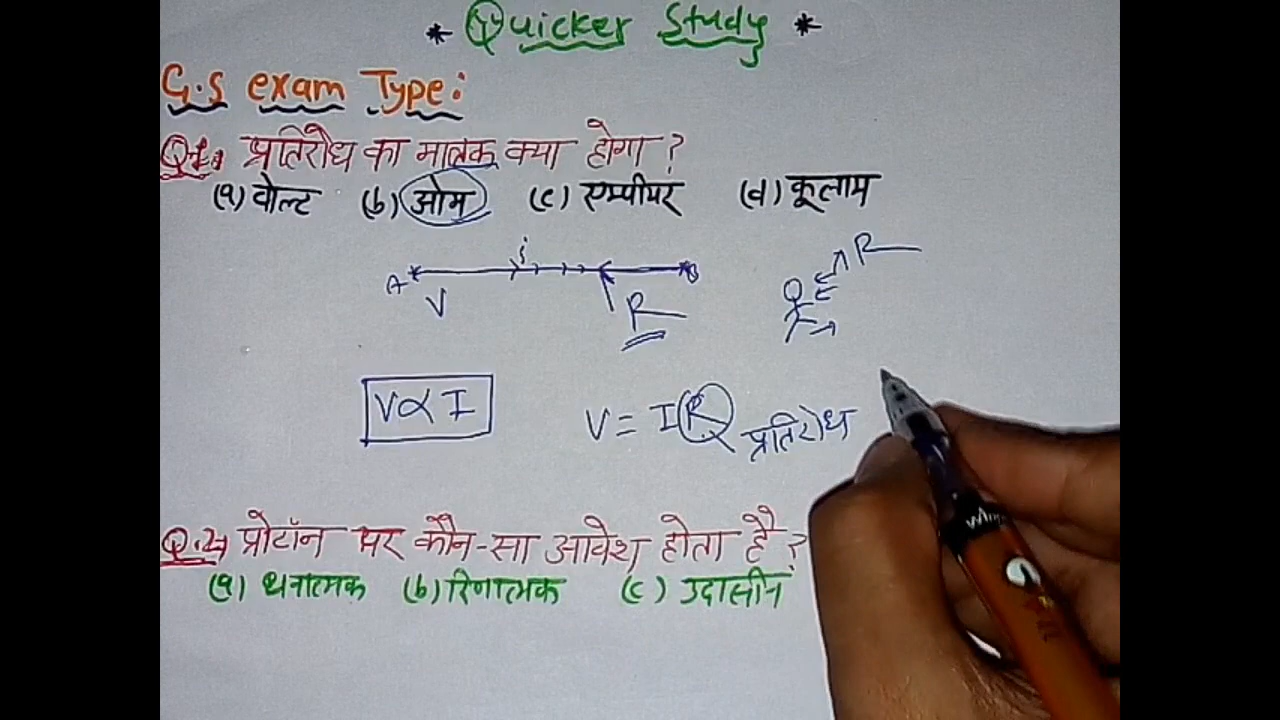 * Quicker Study *
G.S exam Type:
Q.1. प्रतिरोध का मात्रक क्या होगा ?
(a) वोल्ट (b) ओम (c) एम्पीयर (d) कूलाम
i R
A B
V R
V ∝ I V = IR प्रतिरोध
Q.2. प्रोटॉन पर कौन-सा आवेश होता है ?
(a) धनात्मक (b) रिणात्मक (c) उदासीन